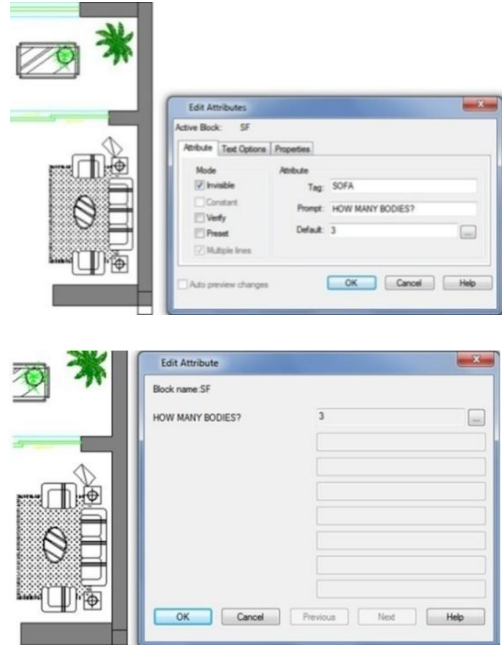 Edit Attributes
Active Block: SF
Attribute Text Options Properties
Mode
Invisible
Constant
Verify
Preset
Multiple lines
Attribute
Tag: SOFA
Prompt: HOW MANY BODIES?
Default: 3 ...
Auto preview changes
OK Cancel Help
Edit Attribute
Block name:SF
HOW MANY BODIES? 3 ...
OK Cancel Previous Next Help